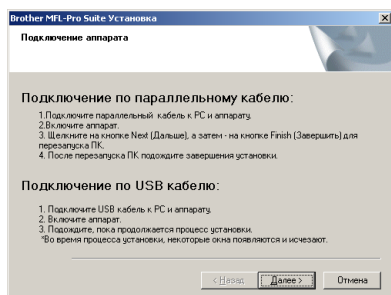 Brother MFL-Pro Suite Установка
Подключение аппарата
Подключение по параллельному кабелю:
1.Подключите параллельный кабель к PC и аппарату.
2.Включите аппарат.
3. Щелкните на кнопке Next (Дальше), а затем - на кнопке Finish (Завершить) для
перезапуска ПК.
4. После перезапуска ПК подождите завершения установки.
Подключение по USB кабелю:
1. Подключите USB кабель к PC и аппарату.
2. Включите аппарат.
3. Подождите, пока продолжается процесс установки.
*Во время процесса установки, некоторые окна появляются и исчезают.
< Назад
Далее >
Отмена